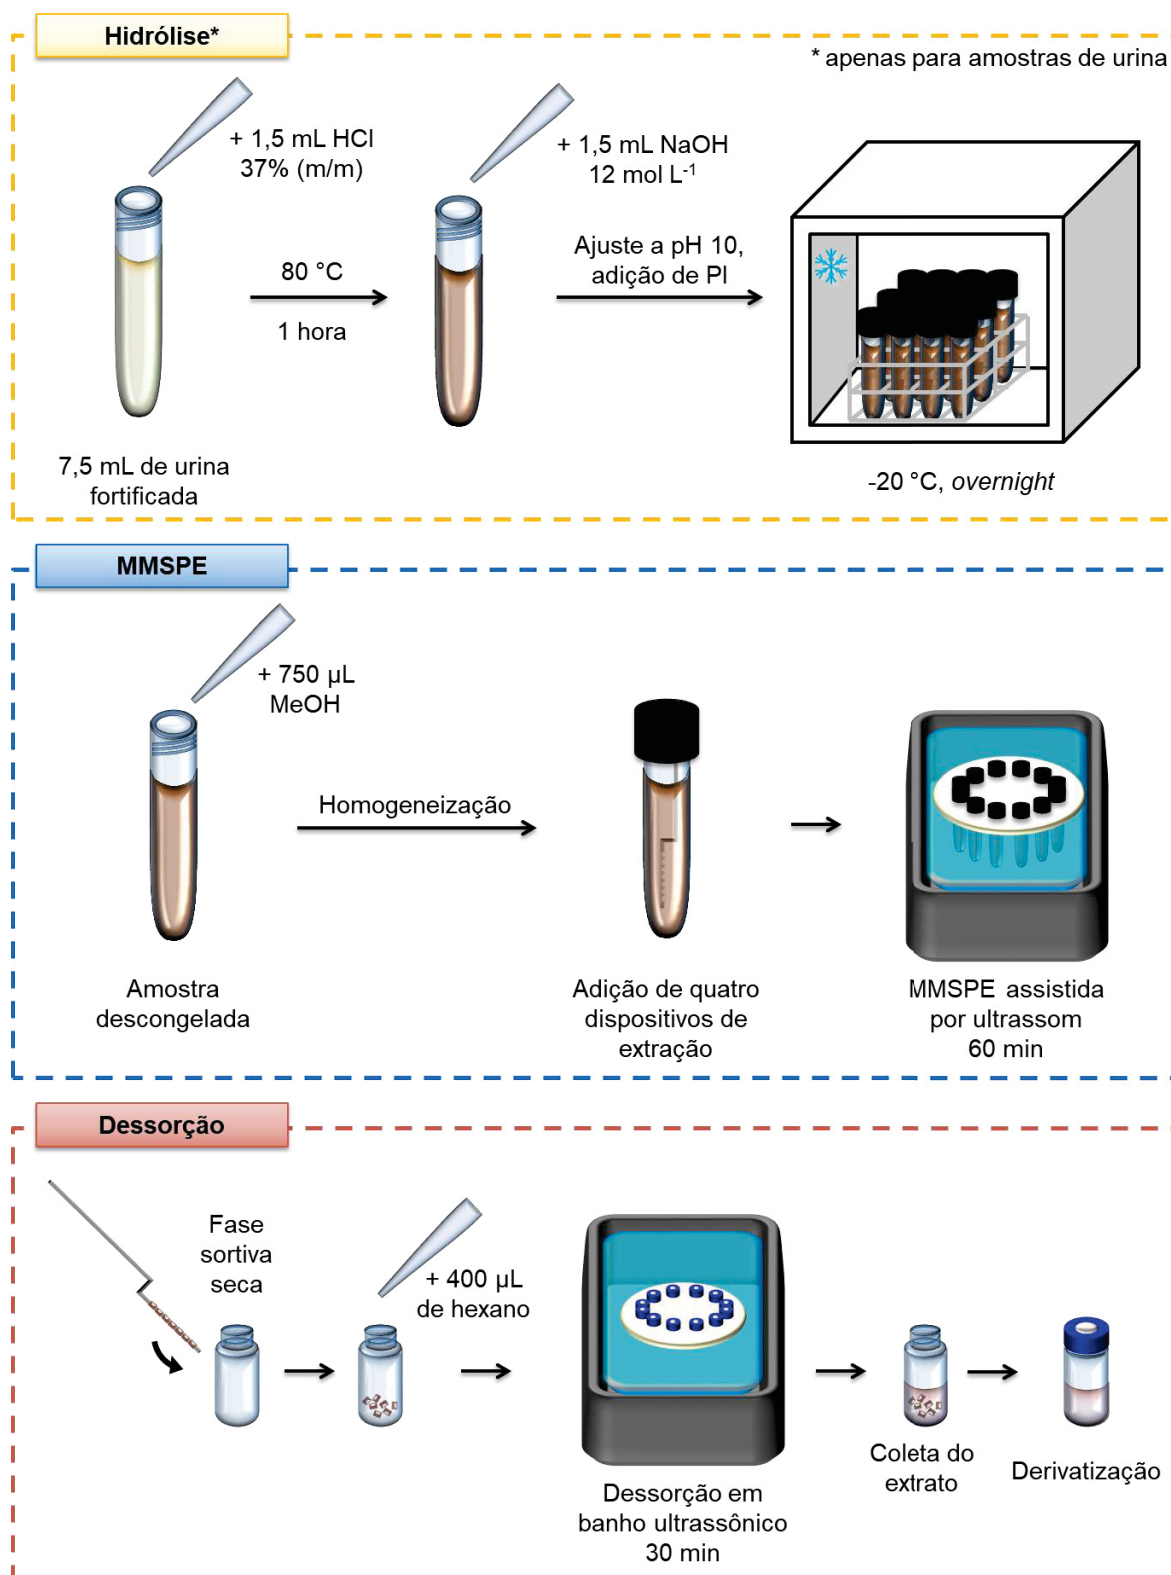 Hidrólise*
* apenas para amostras de urina
+ 1,5 mL HCl
37% (m/m)
+ 1,5 mL NaOH
12 mol L⁻¹
80 °C
1 hora
Ajuste a pH 10,
adição de PI
7,5 mL de urina
fortificada
-20 °C, overnight
MMSPE
+ 750 µL
MeOH
Homogeneização
Amostra
descongelada
Adição de quatro
dispositivos de
extração
MMSPE assistida
por ultrassom
60 min
Dessorção
Fase
sortiva
seca
+ 400 µL
de hexano
Dessorção em
banho ultrassônico
30 min
Coleta do
extrato
Derivatização